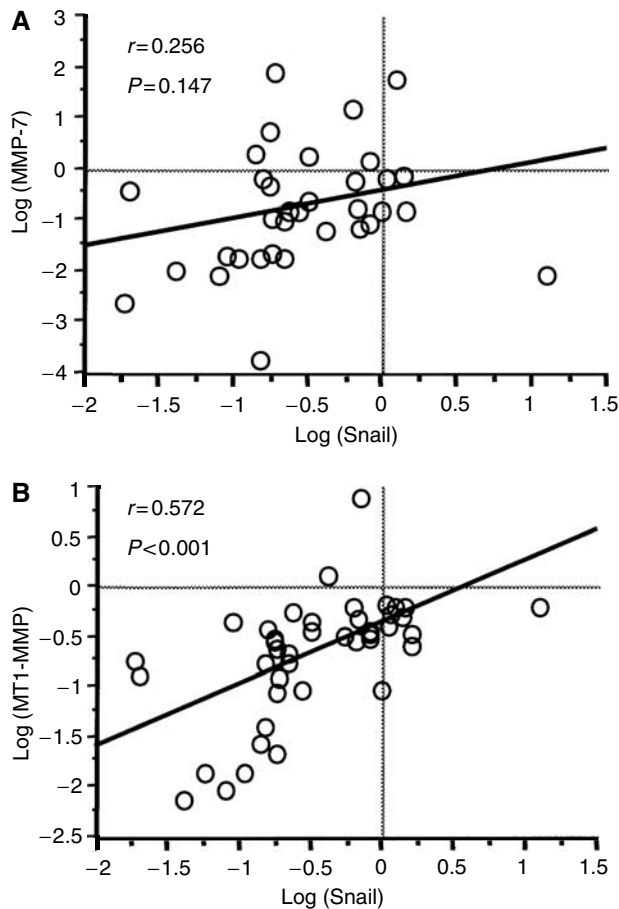 A
r=0.256
P=0.147
Log (MMP-7)
3
2
1
0
−1
−2
−3
−4
−2 −1.5 −1 −0.5 0 0.5 1 1.5
Log (Snail)
B
r=0.572
P<0.001
Log (MT1-MMP)
1
0.5
0
−0.5
−1
−1.5
−2
−2.5
−2 −1.5 −1 −0.5 0 0.5 1 1.5
Log (Snail)